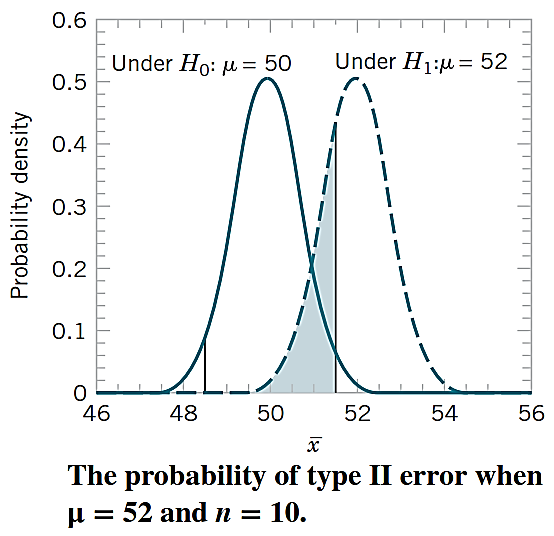 0.6
Under H₀: μ = 50
Under H₁:μ = 52
0.5
0.4
0.3
0.2
0.1
0
Probability density
46 48 50 52 54 56
x̄
The probability of type II error when
μ = 52 and n = 10.